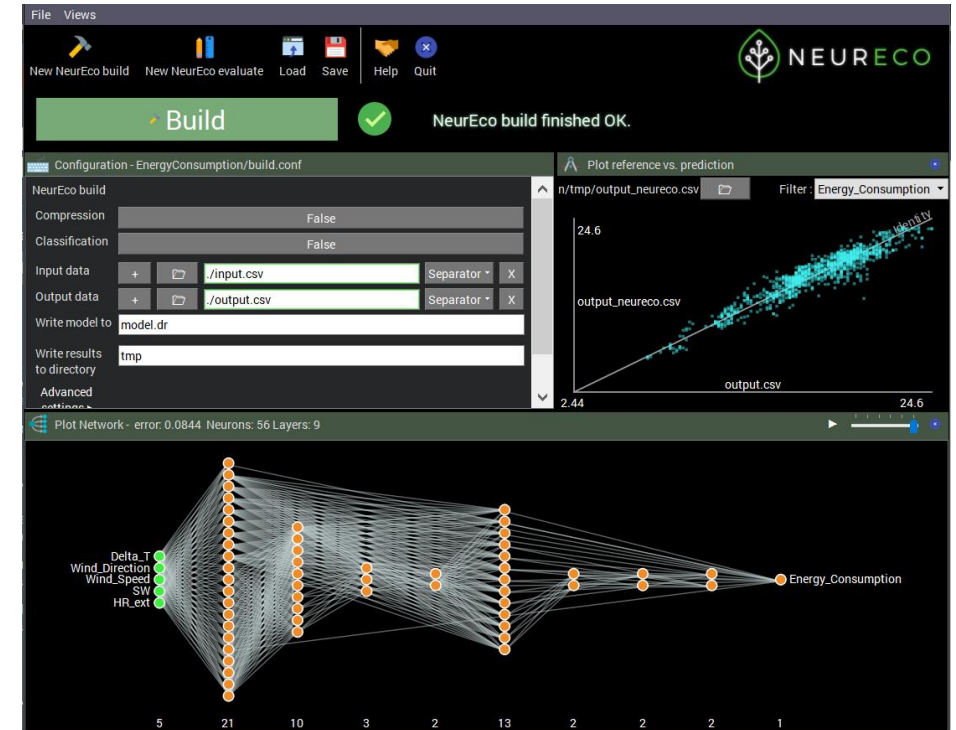 File Views
New NeurEco build New NeurEco evaluate Load Save Help Quit
NEURECO
Build
NeurEco build finished OK.
Configuration - EnergyConsumption/build.conf
NeurEco build
Compression False
Classification False
Input data + ./input.csv Separator X
Output data + ./output.csv Separator X
Write model to model.dr
Write results tmp
to directory
Advanced
settings
Plot reference vs. prediction
n/tmp/output_neureco.csv Filter : Energy_Consumption
24.6
Identity
output_neureco.csv
output.csv
2.44 24.6
Plot Network - error: 0.0844 Neurons: 56 Layers: 9
Delta_T
Wind_Direction
Wind_Speed
SW
HR_ext
Energy_Consumption
5 21 10 3 2 13 2 2 2 1